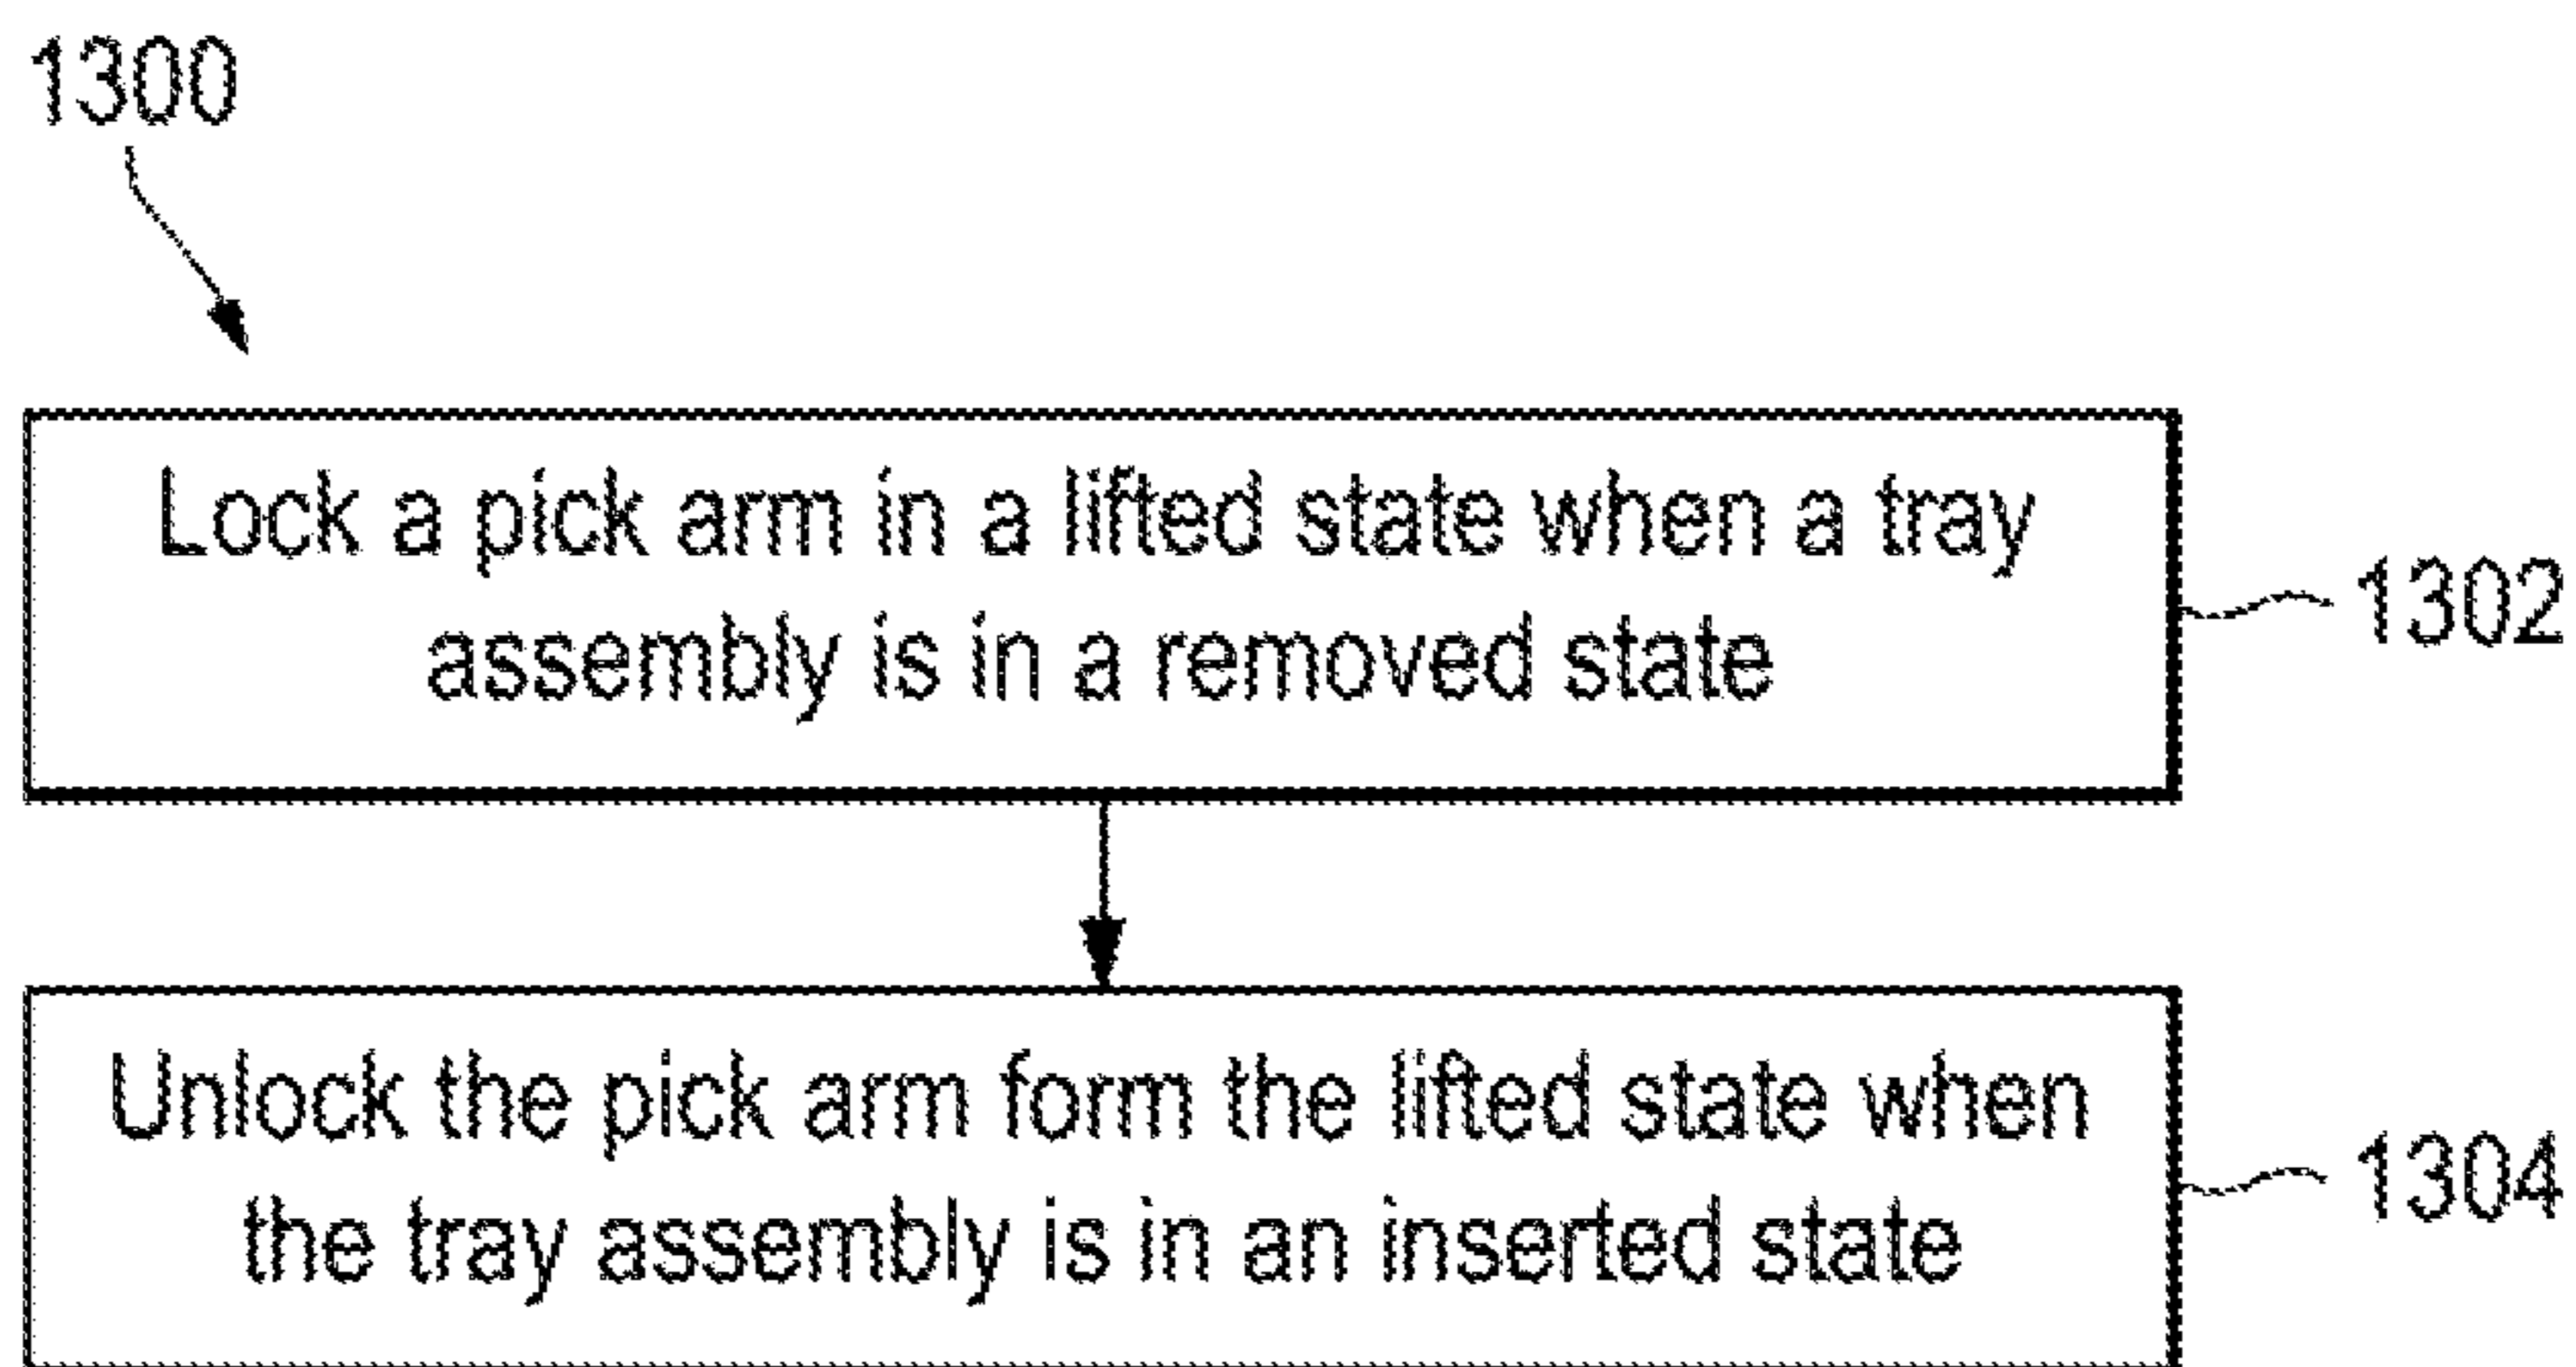 1300
Lock a pick arm in a lifted state when a tray
assembly is in a removed state
1302
Unlock the pick arm form the lifted state when
the tray assembly is in an inserted state
1304